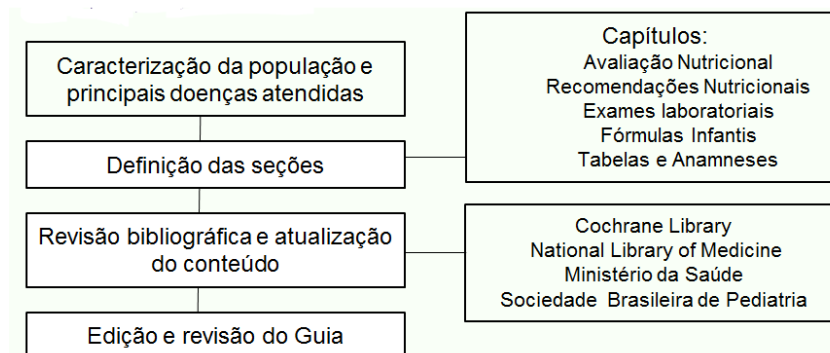 Caracterização da população e
principais doenças atendidas
Definição das seções
Revisão bibliográfica e atualização
do conteúdo
Edição e revisão do Guia
Capítulos:
Avaliação Nutricional
Recomendações Nutricionais
Exames laboratoriais
Fórmulas Infantis
Tabelas e Anamneses
Cochrane Library
National Library of Medicine
Ministério da Saúde
Sociedade Brasileira de Pediatria